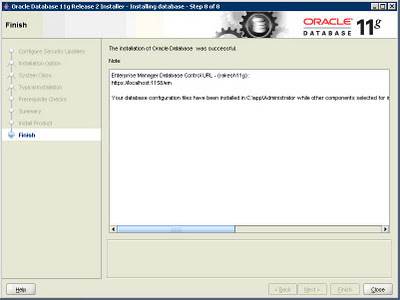 Oracle Database 11g Release 2 Installer - Installing database - Step 8 of 8
Finish
ORACLE
DATABASE
11g
Configure Security Updates
Installation Option
System Class
Typical Installation
Prerequisite Checks
Summary
Install Product
Finish
The installation of Oracle Database was successful.
Note:
Enterprise Manager Database Control URL - (rakesh11g) :
https://localhost:1158/em
Your database configuration files have been installed in C:\app\Administrator while other components selected for i
Help
< Back
Next >
Finish
Close